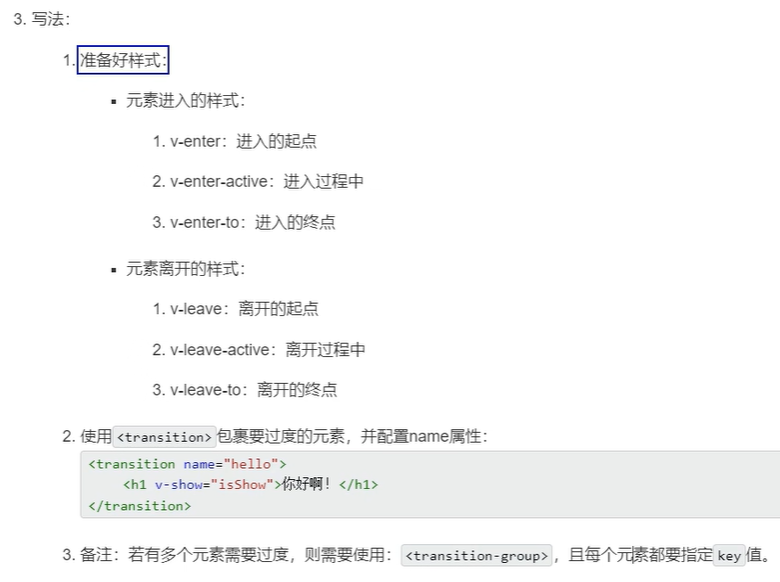 3. 写法：
1. 准备好样式：
▪ 元素进入的样式：
1. v-enter：进入的起点
2. v-enter-active：进入过程中
3. v-enter-to：进入的终点
▪ 元素离开的样式：
1. v-leave：离开的起点
2. v-leave-active：离开过程中
3. v-leave-to：离开的终点
2. 使用<transition>包裹要过度的元素，并配置name属性：
<transition name="hello">
<h1 v-show="isShow">你好啊！</h1>
</transition>
3. 备注：若有多个元素需要过度，则需要使用：<transition-group>，且每个元素都要指定key值。